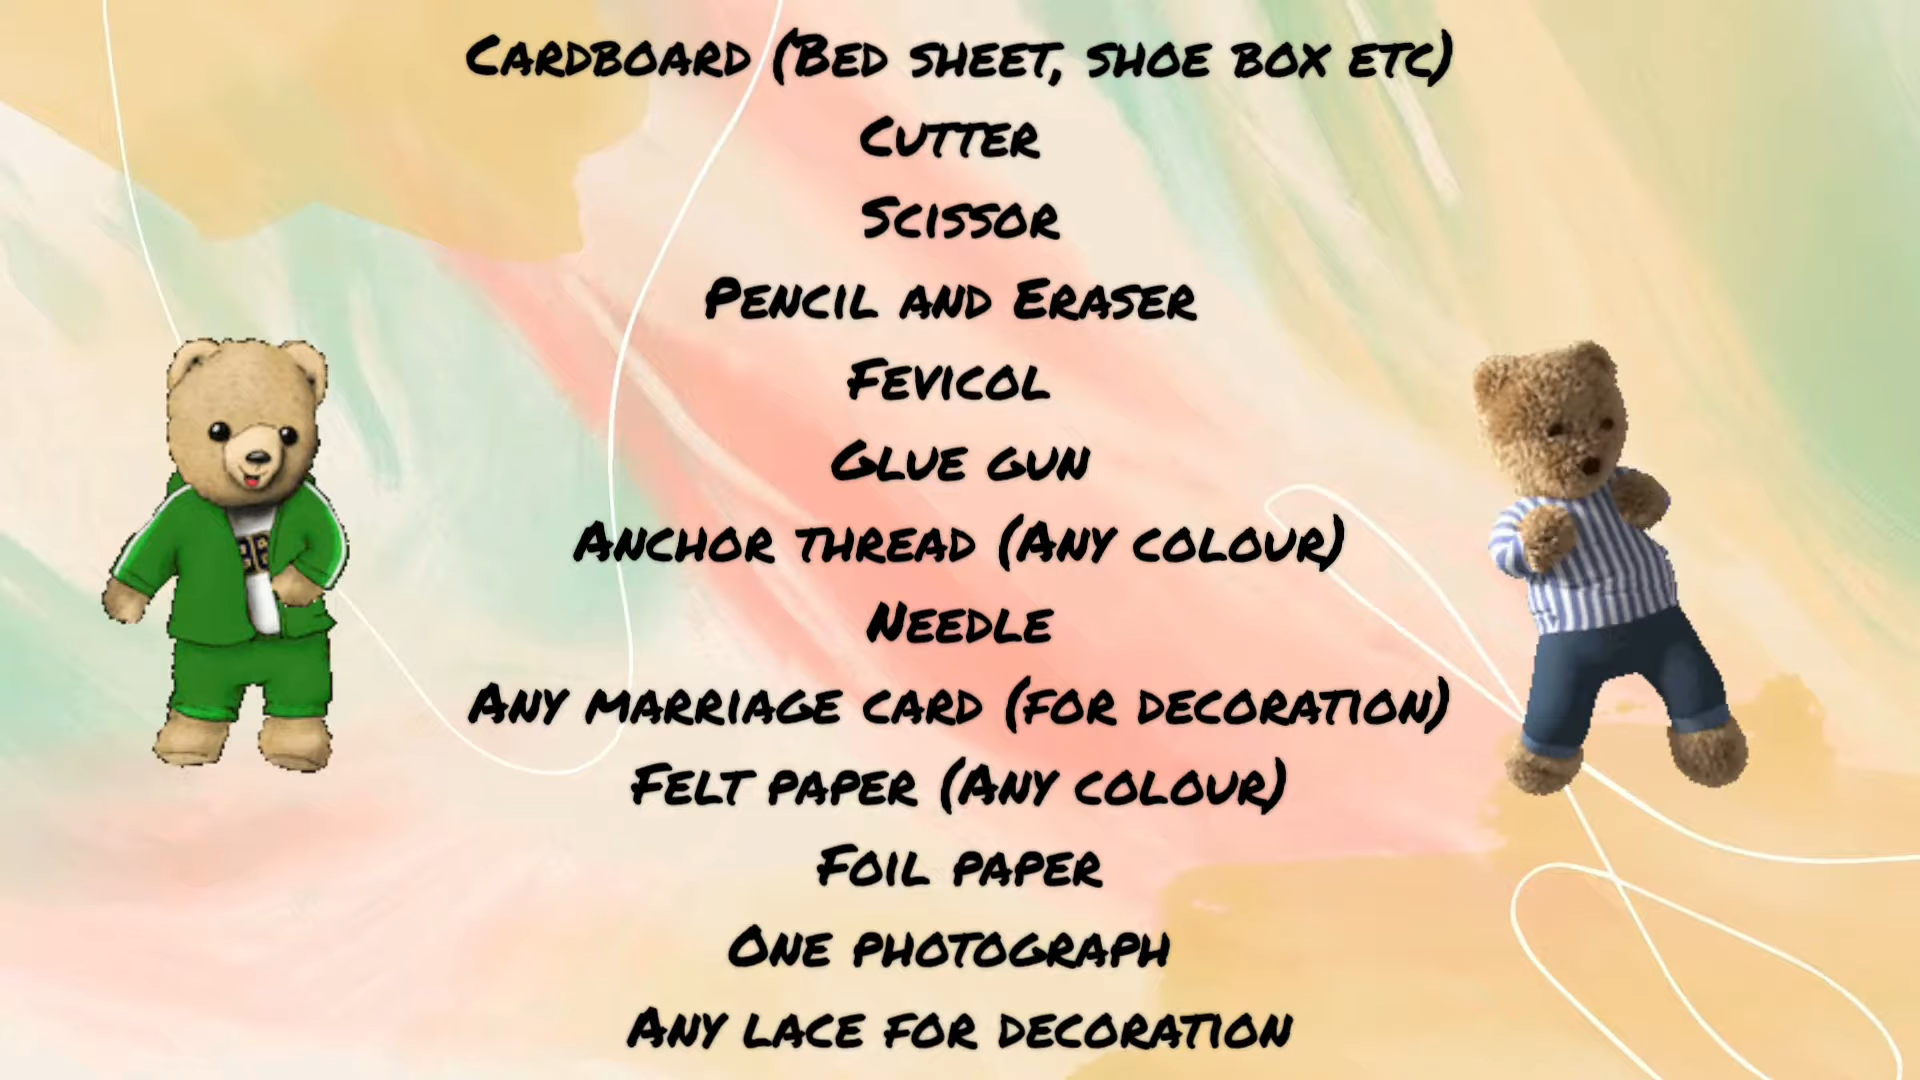 Cardboard (Bed sheet, shoe box etc)
Cutter
Scissor
Pencil and Eraser
Fevicol
Glue gun
Anchor thread (Any colour)
Needle
Any marriage card (for decoration)
Felt paper (Any colour)
Foil paper
One photograph
Any lace for decoration